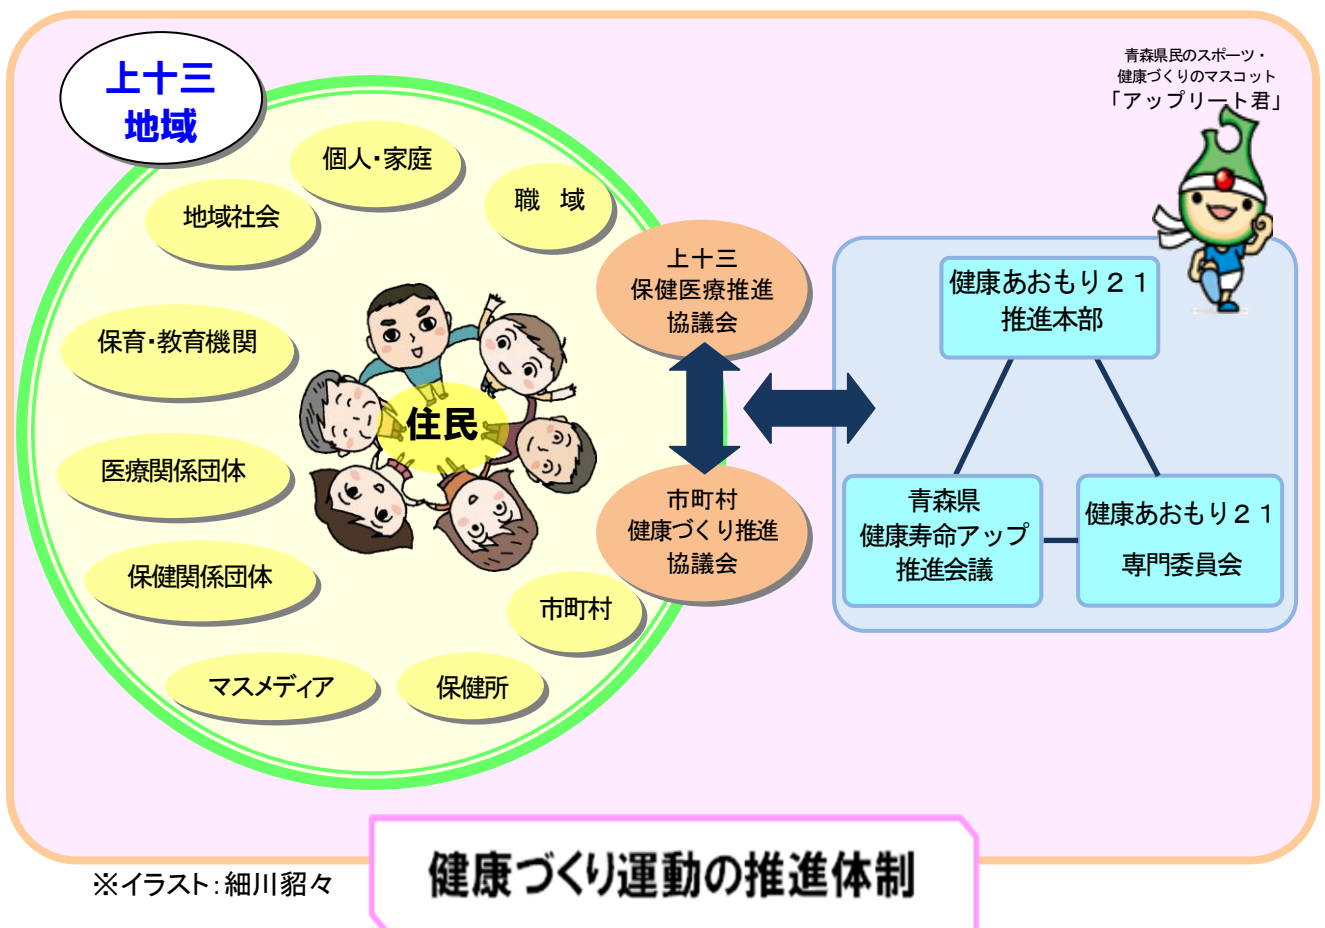 上十三
地域
青森県民のスポーツ・
健康づくりのマスコット
「アップリート君」
個人・家庭
地域社会
職　域
保育・教育機関
医療関係団体
保健関係団体
マスメディア
保健所
市町村
住民
上十三
保健医療推進
協議会
市町村
健康づくり推進
協議会
健康あおもり２１
推進本部
青森県
健康寿命アップ
推進会議
健康あおもり２１
専門委員会
※イラスト：細川貂々
健康づくり運動の推進体制